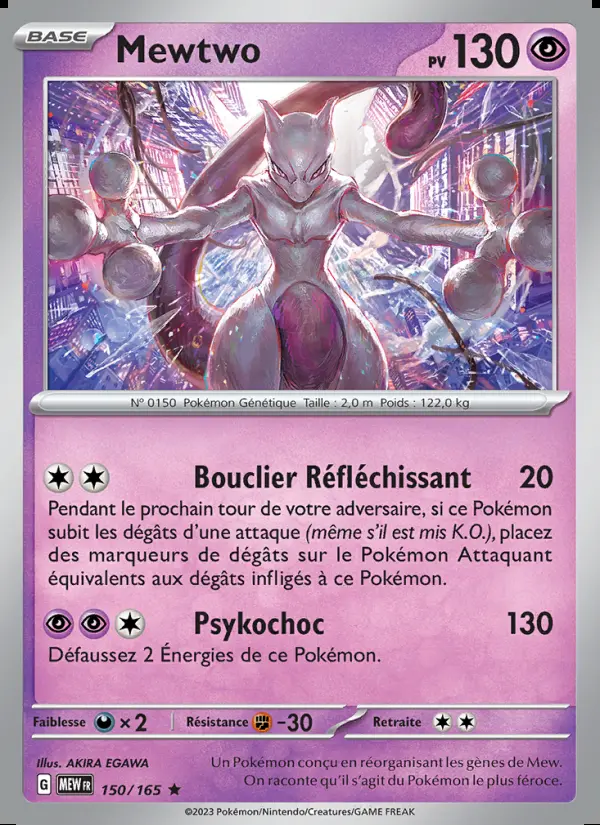 BASE Mewtwo PV 130
N° 0150 Pokémon Génétique Taille : 2,0 m Poids : 122,0 kg
Bouclier Réfléchissant 20
Pendant le prochain tour de votre adversaire, si ce Pokémon
subit les dégâts d'une attaque (même s'il est mis K.O.), placez
des marqueurs de dégâts sur le Pokémon Attaquant
équivalents aux dégâts infligés à ce Pokémon.
Psykochoc 130
Défaussez 2 Énergies de ce Pokémon.
Faiblesse ×2 Résistance -30 Retraite
Illus. AKIRA EGAWA
Un Pokémon conçu en réorganisant les gènes de Mew.
On raconte qu'il s'agit du Pokémon le plus féroce.
G MEW FR 150/165 ★
©2023 Pokémon/Nintendo/Creatures/GAME FREAK